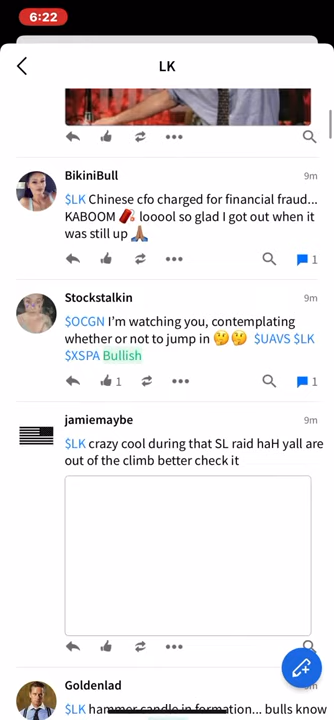 6:22
LK
BikiniBull
9m
$LK Chinese cfo charged for financial fraud...
KABOOM 🧨 looool so glad I got out when it
was still up 🙏🏽
1
Stockstalkin
9m
$OCGN I'm watching you, contemplating
whether or not to jump in 🤔🤔 $UAVS $LK
$XSPA Bullish
1
1
jamiemaybe
9m
$LK crazy cool during that SL raid haH yall are
out of the climb better check it
Goldenlad
$LK hammer candle in formation... bulls know